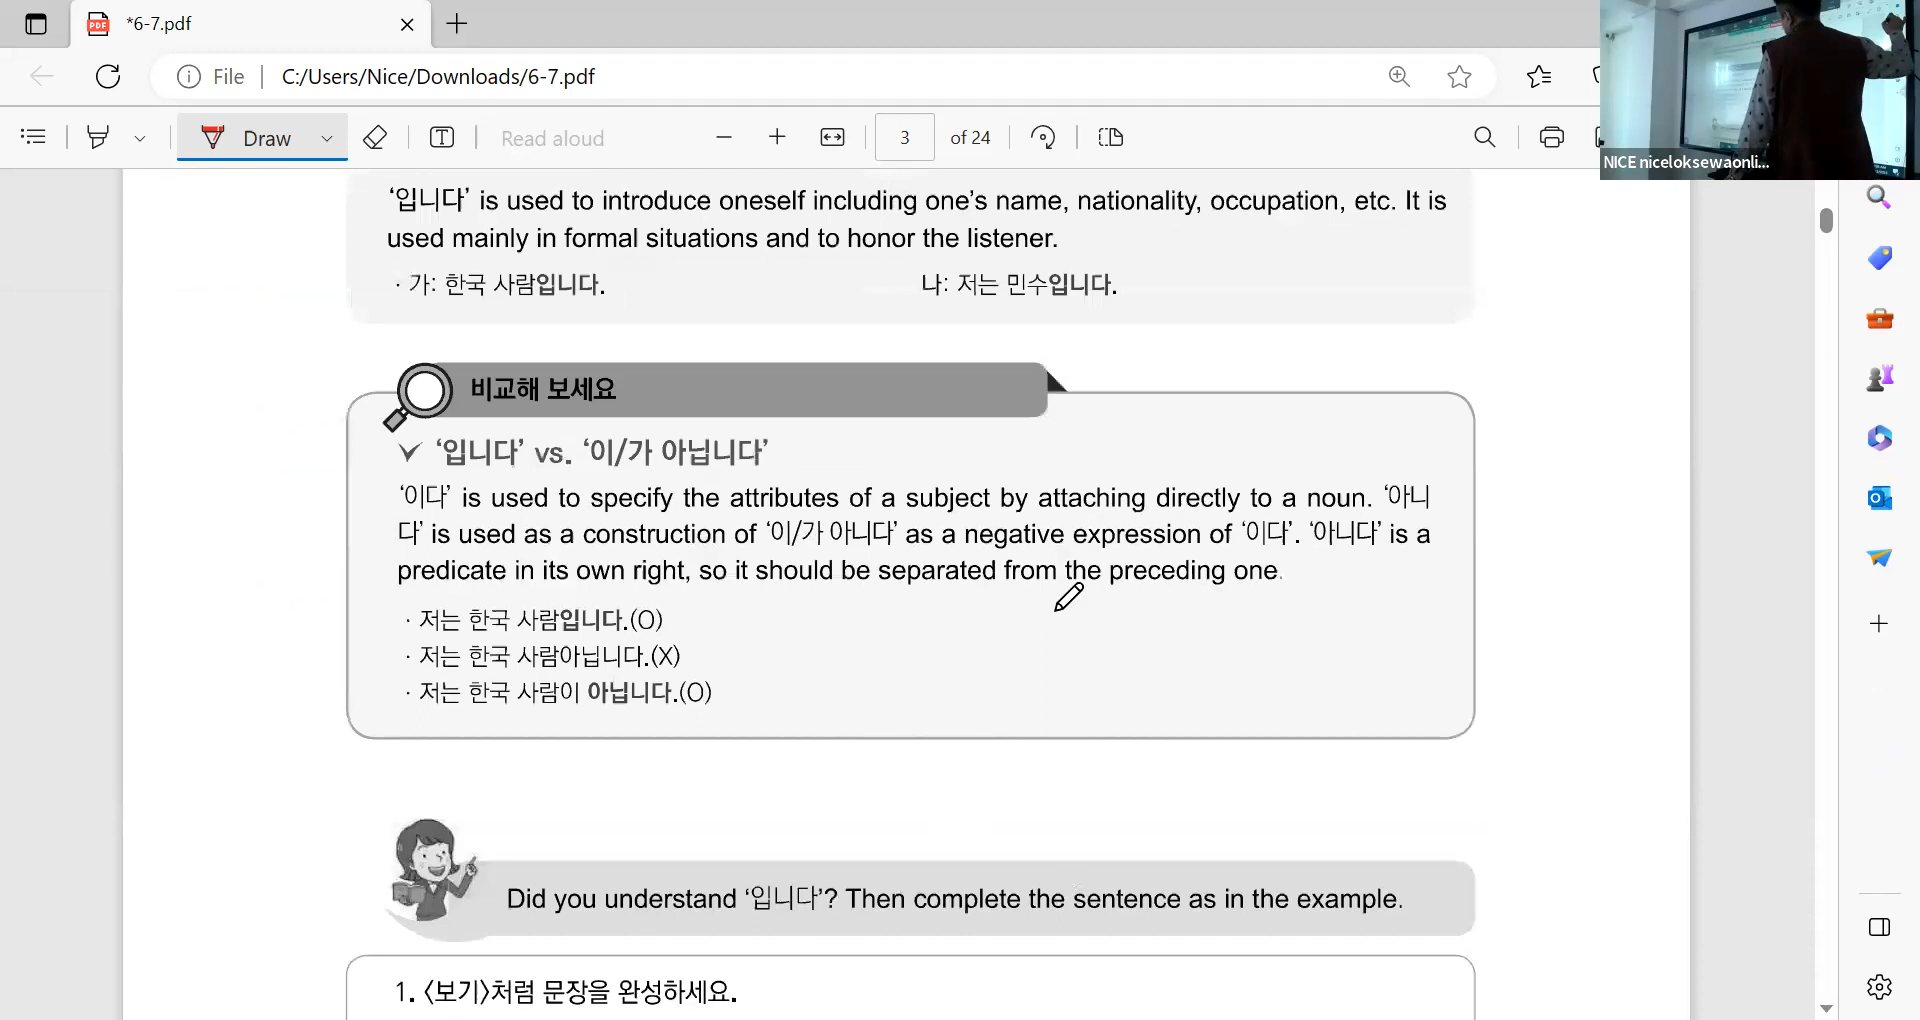 *6-7.pdf
File
C:/Users/Nice/Downloads/6-7.pdf
NICE niceloksewaonli...
Draw
Read aloud
3
of 24
‘입니다’ is used to introduce oneself including one’s name, nationality, occupation, etc. It is
used mainly in formal situations and to honor the listener.
· 가: 한국 사람입니다.
나: 저는 민수입니다.
비교해 보세요
‘입니다’ vs. ‘이/가 아닙니다’
‘이다’ is used to specify the attributes of a subject by attaching directly to a noun. ‘아니
다’ is used as a construction of ‘이/가 아니다’ as a negative expression of ‘이다’. ‘아니다’ is a
predicate in its own right, so it should be separated from the preceding one.
· 저는 한국 사람입니다.(O)
· 저는 한국 사람아닙니다.(X)
· 저는 한국 사람이 아닙니다.(O)
Did you understand ‘입니다’? Then complete the sentence as in the example.
1. 〈보기〉처럼 문장을 완성하세요.